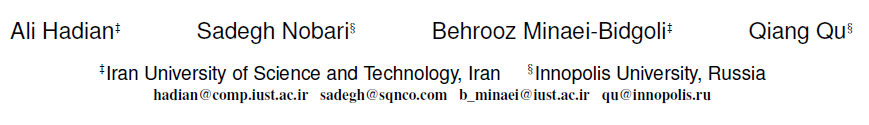 Ali Hadian‡ Sadegh Nobari§ Behrooz Minaei-Bidgoli‡ Qiang Qu§
‡Iran University of Science and Technology, Iran §Innopolis University, Russia
hadian@comp.iust.ac.ir sadegh@sqnco.com b_minaei@iust.ac.ir qu@innopolis.ru